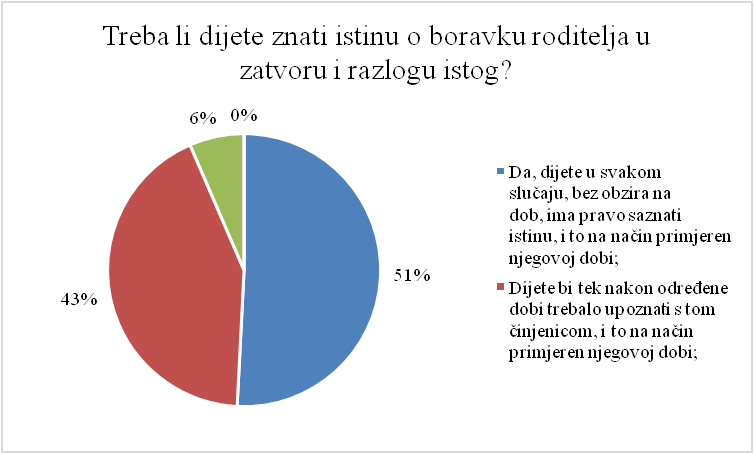 Treba li dijete znati istinu o boravku roditelja u
zatvoru i razlogu istog?
6%
0%
51%
43%
Da, dijete u svakom
slučaju, bez obzira na
dob, ima pravo saznati
istinu, i to na način primjeren
njegovoj dobi;
Dijete bi tek nakon određene
dobi trebalo upoznati s tom
činjenicom, i to na način
primjeren njegovoj dobi;